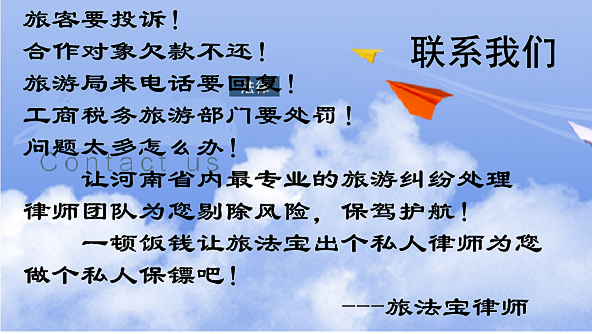 旅客要投诉！
合作对象欠款不还！
联系我们
旅游局来电话要回复！
工商税务旅游部门要处罚！
问题太多怎么办！
Contact us
让河南省内最专业的旅游纠纷处理
律师团队为您剔除风险，保驾护航！
一顿饭钱让旅法宝出个私人律师为您
做个私人保镖吧！
---旅法宝律师